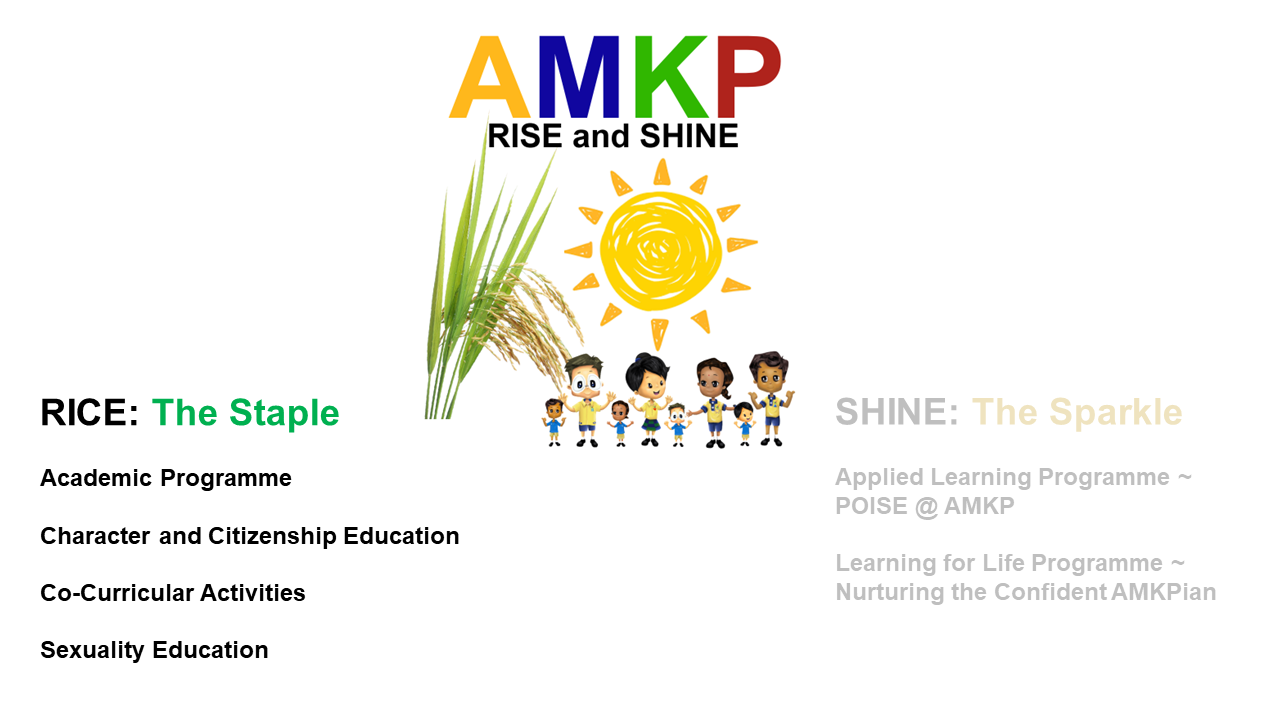 AMKP
RISE and SHINE
RICE: The Staple
Academic Programme
Character and Citizenship Education
Co-Curricular Activities
Sexuality Education
SHINE: The Sparkle
Applied Learning Programme ~
POISE @ AMKP
Learning for Life Programme ~
Nurturing the Confident AMKPian